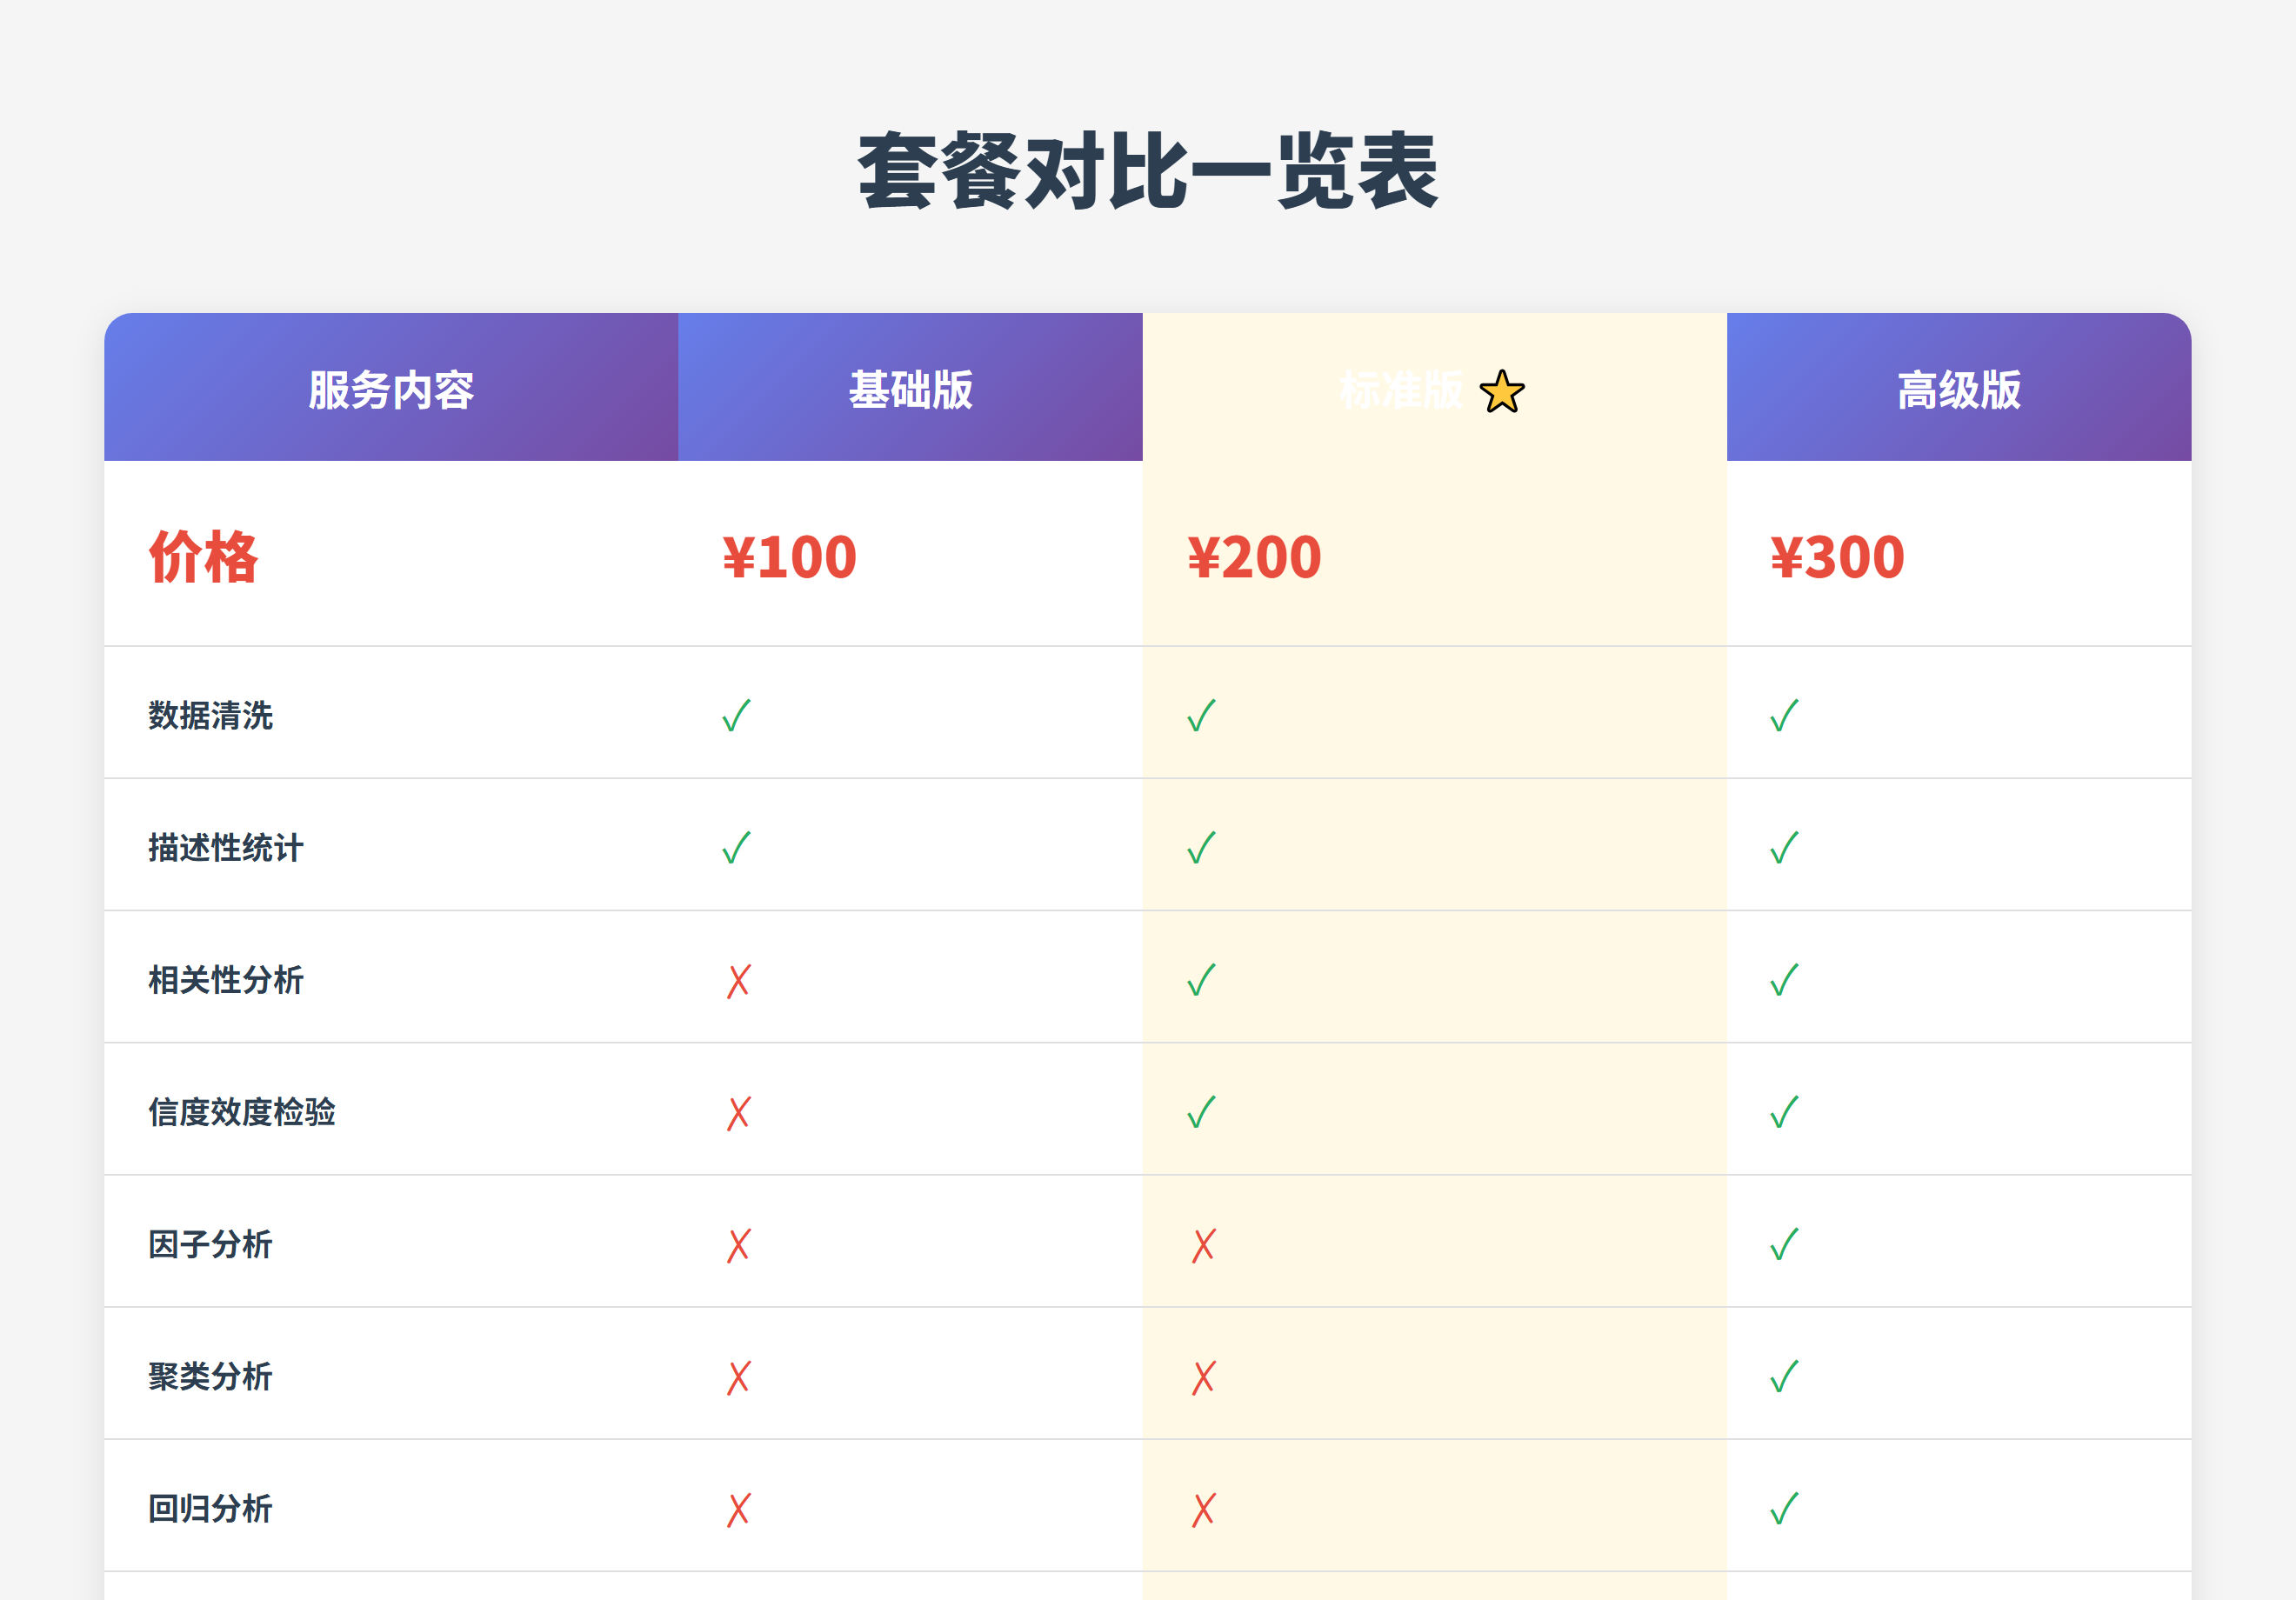 套餐对比一览表
服务内容 基础版 标准版 ⭐ 高级版
价格 ¥100 ¥200 ¥300
数据清洗 ✓ ✓ ✓
描述性统计 ✓ ✓ ✓
相关性分析 ✗ ✓ ✓
信度效度检验 ✗ ✓ ✓
因子分析 ✗ ✗ ✓
聚类分析 ✗ ✗ ✓
回归分析 ✗ ✗ ✓